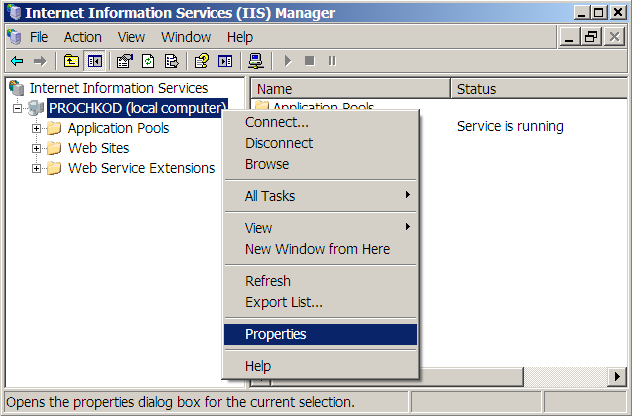 Internet Information Services (IIS) Manager
File Action View Window Help
Internet Information Services
PROCHKOD (local computer)
Application Pools
Web Sites
Web Service Extensions
Name Status
Application Pools
Service is running
Connect...
Disconnect
Browse
All Tasks
View
New Window from Here
Refresh
Export List...
Properties
Help
Opens the properties dialog box for the current selection.